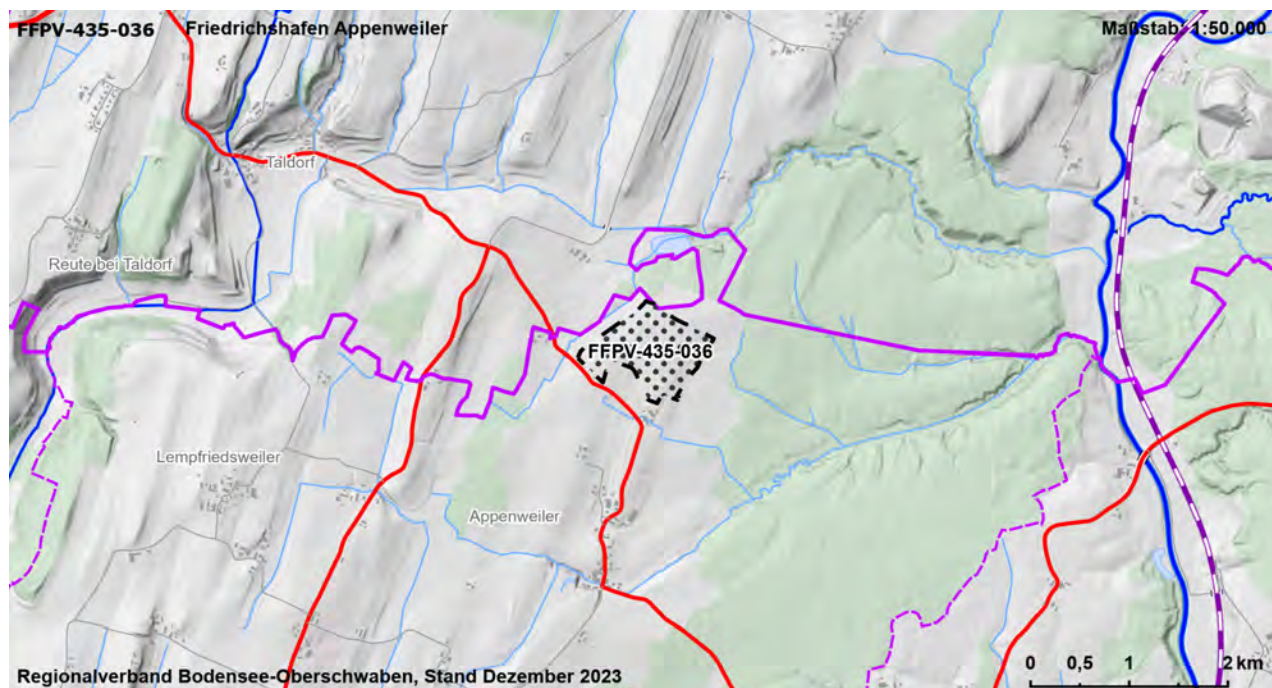 FFPV-435-036 Friedrichshafen Appenweiler Maßstab: 1:50.000
Taldorf
Reute bei Taldorf
FFPV-435-036
Lempfriedsweiler
Appenweiler
Regionalverband Bodensee-Oberschwaben, Stand Dezember 2023
0 0,5 1 2 km